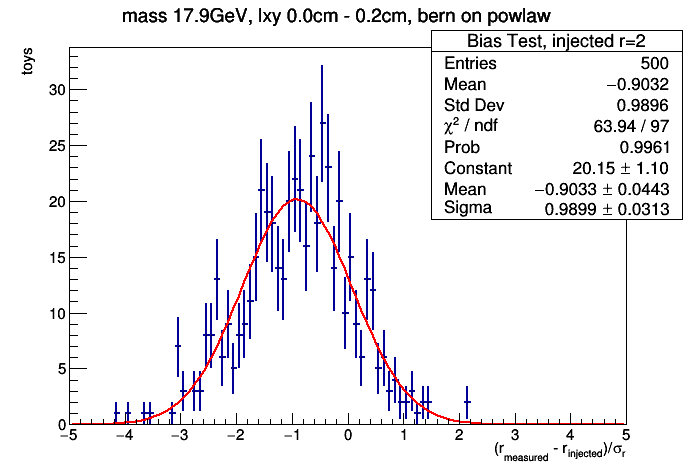 mass 17.9GeV, lxy 0.0cm - 0.2cm, bern on powlaw
Bias Test, injected r=2
Entries 500
Mean −0.9032
Std Dev 0.9896
χ² / ndf 63.94 / 97
Prob 0.9961
Constant 20.15 ± 1.10
Mean −0.9033 ± 0.0443
Sigma 0.9899 ± 0.0313
toys
30
25
20
15
10
5
0
−5 −4 −3 −2 −1 0 1 2 3 4 5
(r_measured - r_injected)/σ_r